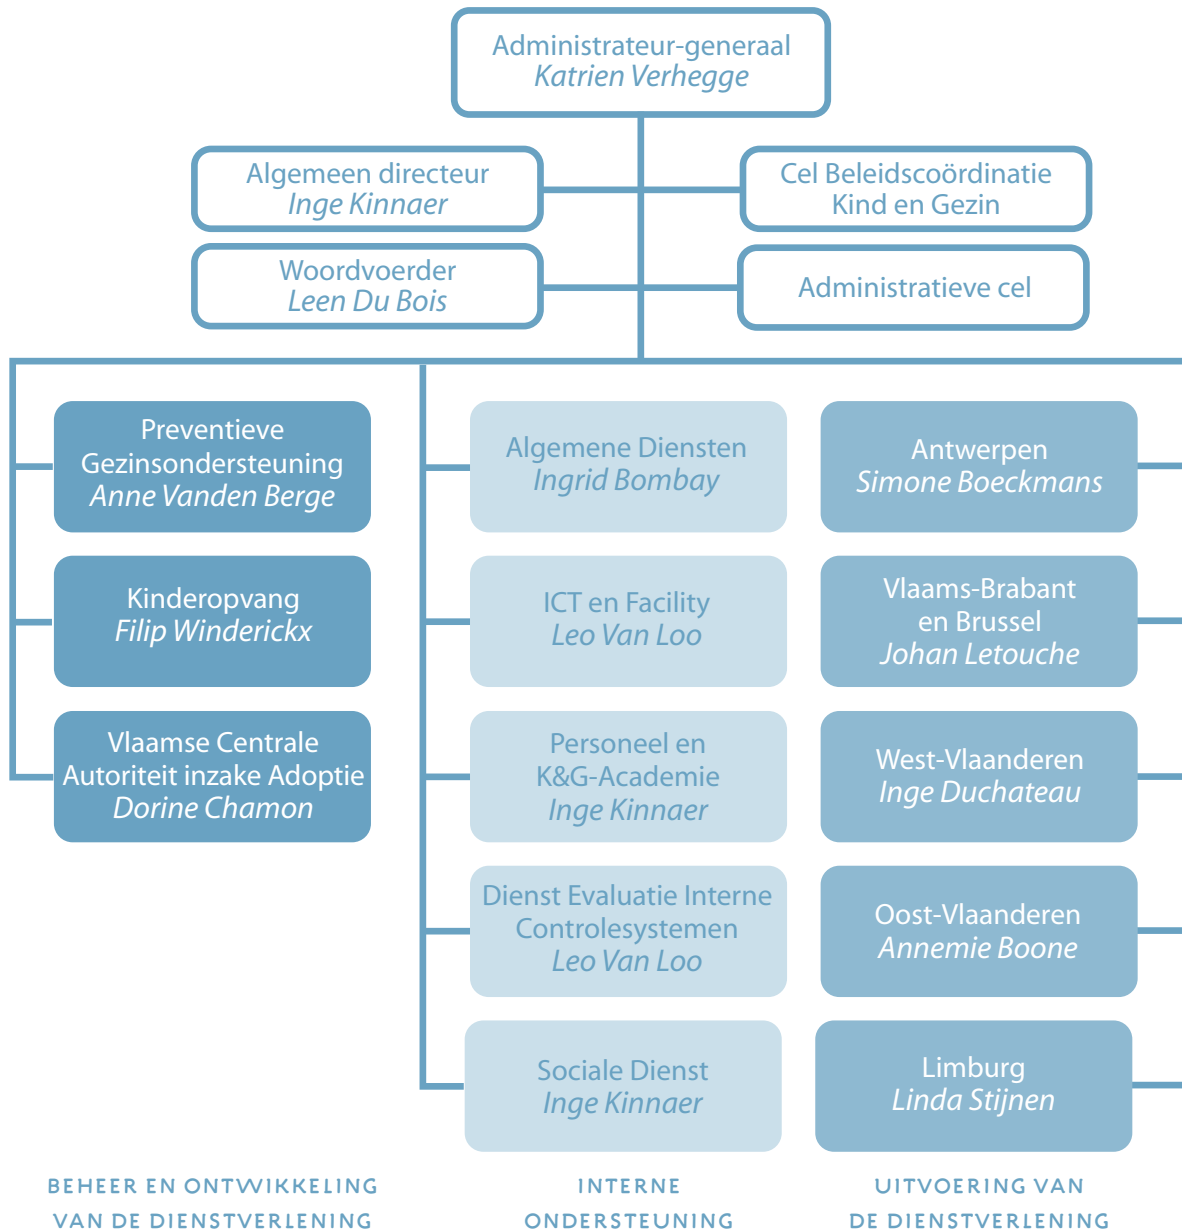 Administrateur-generaal
Katrien Verhegge
Algemeen directeur
Inge Kinnaer
Cel Beleidscoördinatie
Kind en Gezin
Woordvoerder
Leen Du Bois
Administratieve cel
Preventieve
Gezinsondersteuning
Anne Vanden Berge
Kinderopvang
Filip Winderickx
Vlaamse Centrale
Autoriteit inzake Adoptie
Dorine Chamon
BEHEER EN ONTWIKKELING
VAN DE DIENSTVERLENING
Algemene Diensten
Ingrid Bombay
ICT en Facility
Leo Van Loo
Personeel en
K&G-Academie
Inge Kinnaer
Dienst Evaluatie Interne
Controlesystemen
Leo Van Loo
Sociale Dienst
Inge Kinnaer
INTERNE
ONDERSTEUNING
Antwerpen
Simone Boeckmans
Vlaams-Brabant
en Brussel
Johan Letouche
West-Vlaanderen
Inge Duchateau
Oost-Vlaanderen
Annemie Boone
Limburg
Linda Stijnen
UITVOERING VAN
DE DIENSTVERLENING